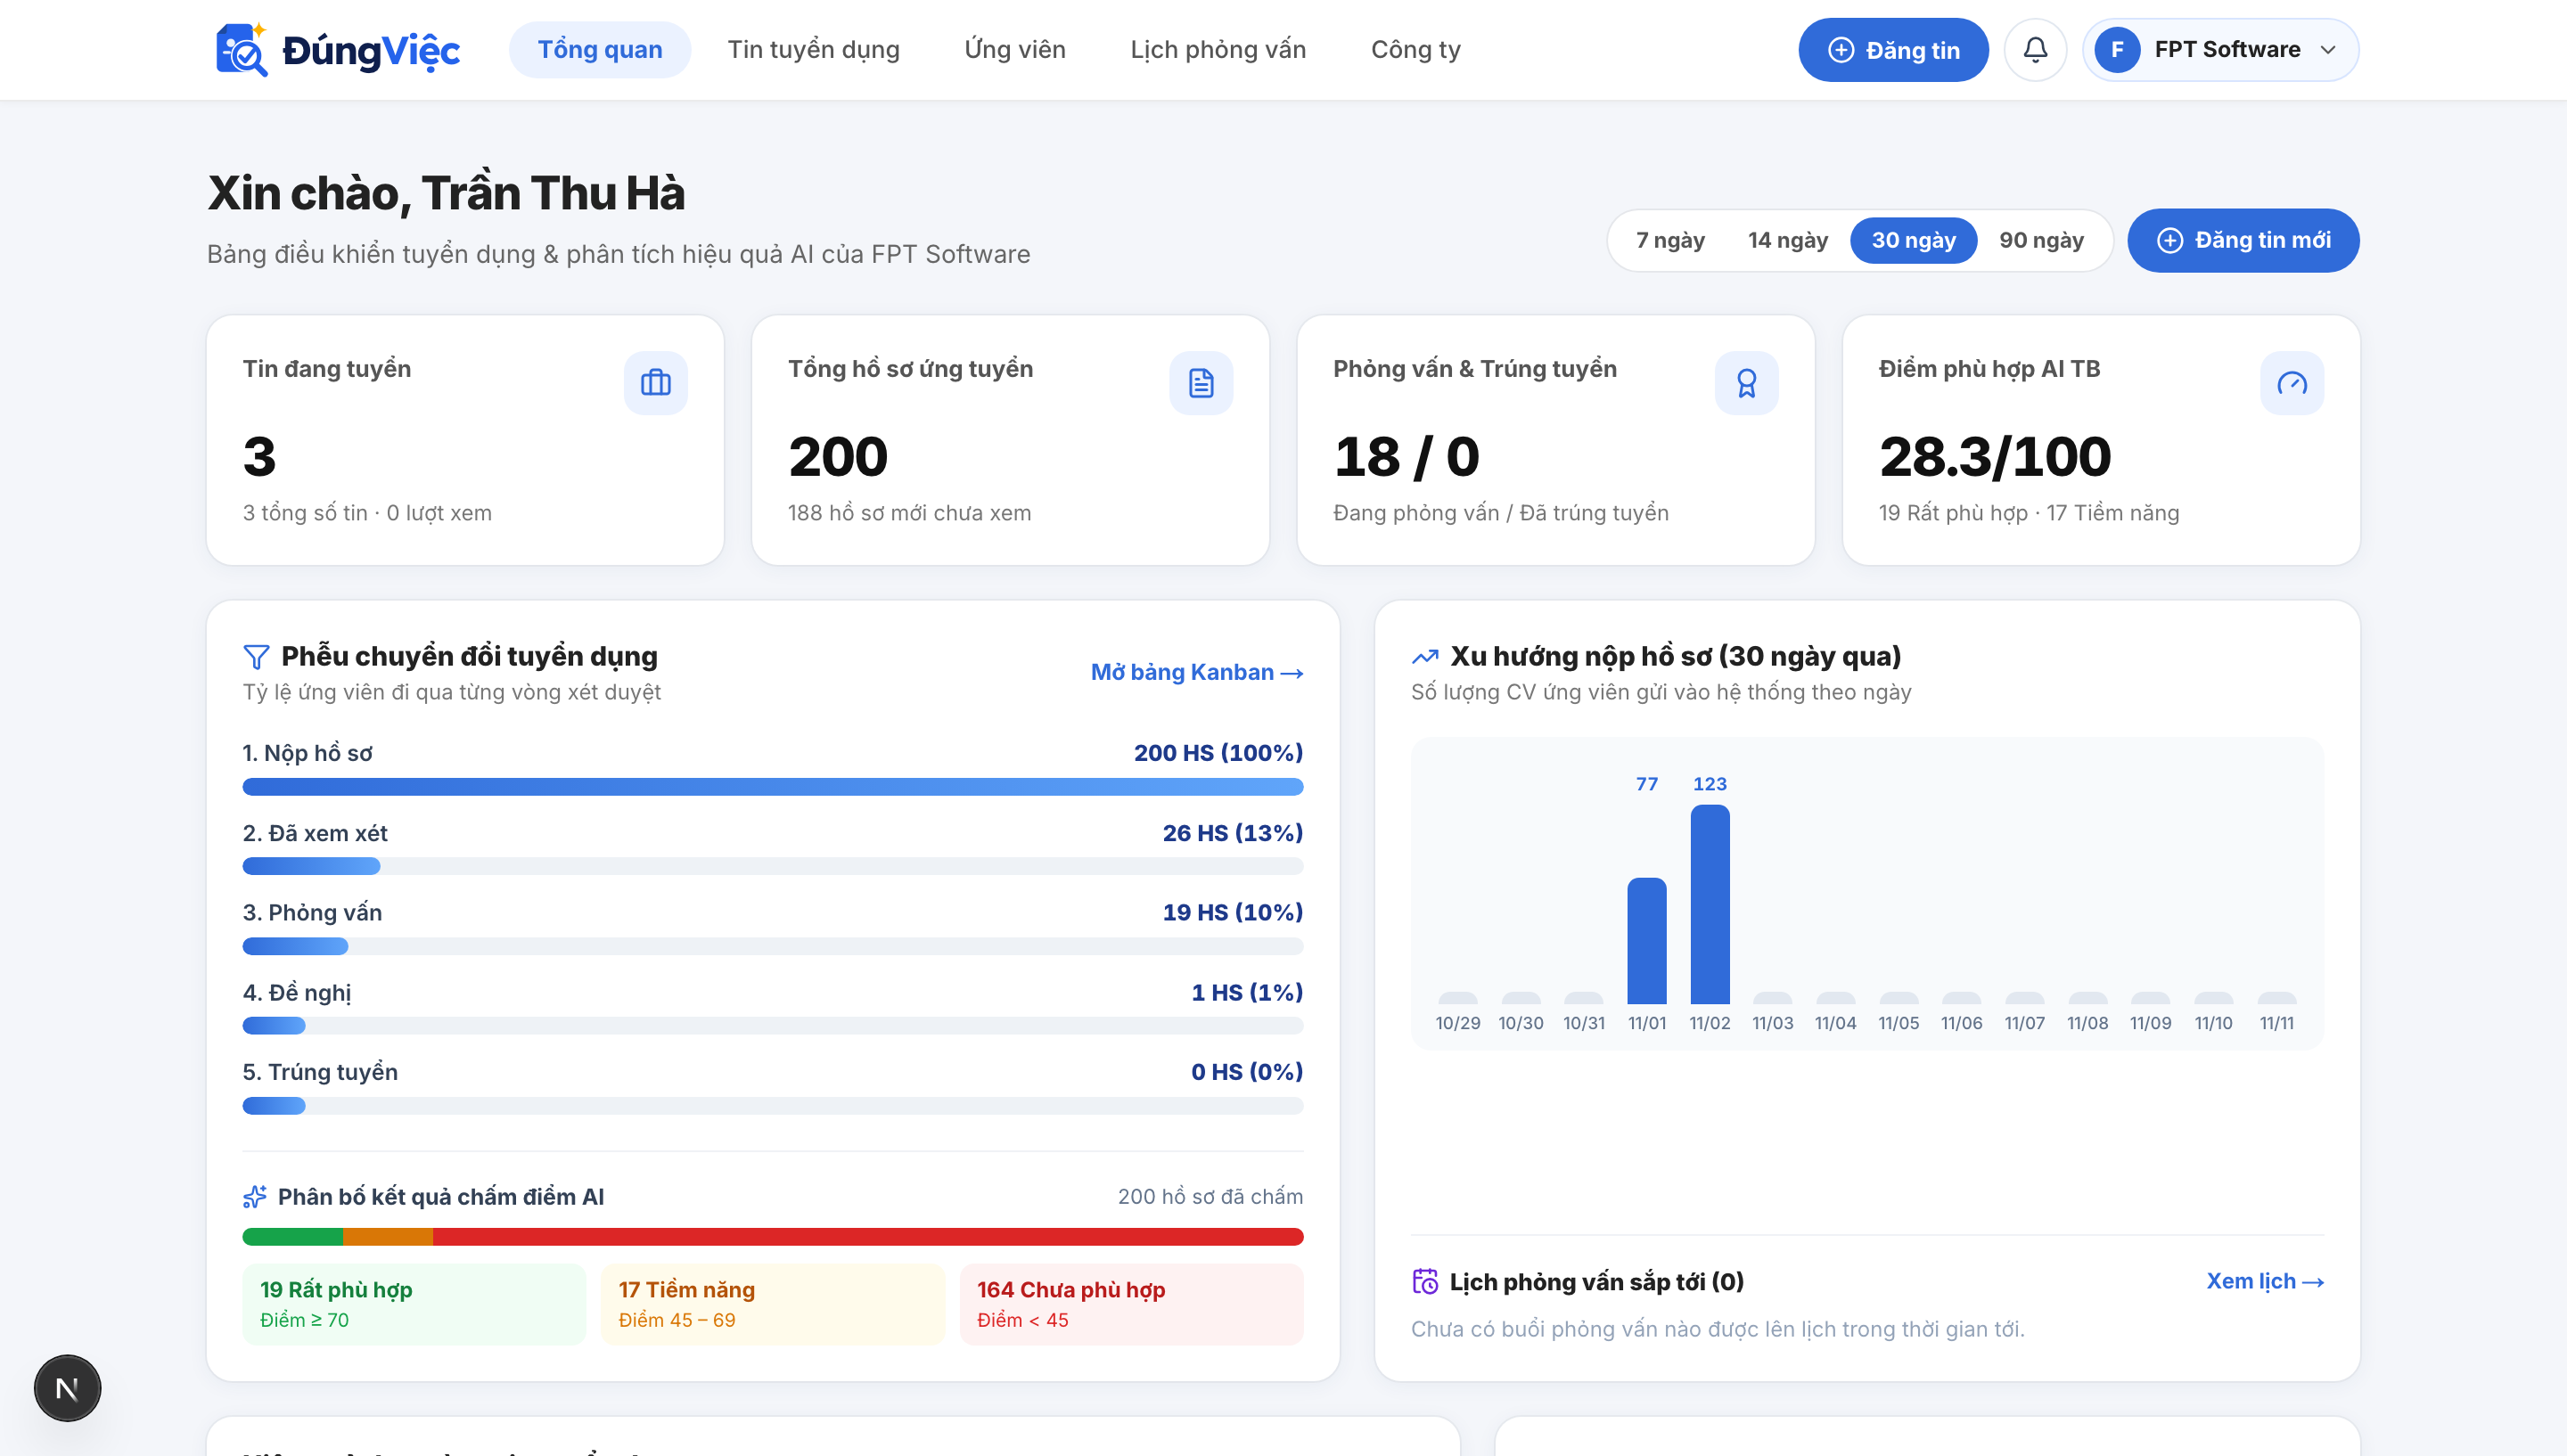 ĐúngViệc
Tổng quan
Tin tuyển dụng
Ứng viên
Lịch phỏng vấn
Công ty
Đăng tin
F
FPT Software
Xin chào, Trần Thu Hà
Bảng điều khiển tuyển dụng & phân tích hiệu quả AI của FPT Software
7 ngày
14 ngày
30 ngày
90 ngày
Đăng tin mới
Tin đang tuyển
3
3 tổng số tin · 0 lượt xem
Tổng hồ sơ ứng tuyển
200
188 hồ sơ mới chưa xem
Phỏng vấn & Trúng tuyển
18 / 0
Đang phỏng vấn / Đã trúng tuyển
Điểm phù hợp AI TB
28.3/100
19 Rất phù hợp · 17 Tiềm năng
Phễu chuyển đổi tuyển dụng
Tỷ lệ ứng viên đi qua từng vòng xét duyệt
Mở bảng Kanban →
1. Nộp hồ sơ
200 HS (100%)
2. Đã xem xét
26 HS (13%)
3. Phỏng vấn
19 HS (10%)
4. Đề nghị
1 HS (1%)
5. Trúng tuyển
0 HS (0%)
Phân bố kết quả chấm điểm AI
200 hồ sơ đã chấm
19 Rất phù hợp
Điểm ≥ 70
17 Tiềm năng
Điểm 45 – 69
164 Chưa phù hợp
Điểm < 45
Xu hướng nộp hồ sơ (30 ngày qua)
Số lượng CV ứng viên gửi vào hệ thống theo ngày
77
123
10/29
10/30
10/31
11/01
11/02
11/03
11/04
11/05
11/06
11/07
11/08
11/09
11/10
11/11
Lịch phỏng vấn sắp tới (0)
Xem lịch →
Chưa có buổi phỏng vấn nào được lên lịch trong thời gian tới.
N